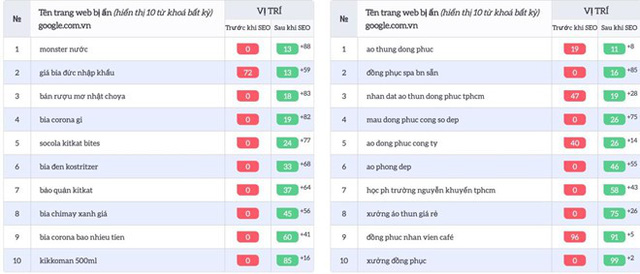 № Tên trang web bị ẩn (hiển thị 10 từ khoá bất kỳ) google.com.vn VỊ TRÍ
Trước khi SEO Sau khi SEO
1 monster nước 0 13 +88
2 giá bia đức nhập khẩu 72 13 +59
3 bán rượu mơ nhật choya 0 18 +83
4 bia corona gi 0 19 +82
5 socola kitkat bites 0 24 +77
6 bia đen kostritzer 0 33 +68
7 bảo quản kitkat 0 37 +64
8 bia chimay xanh giá 0 45 +56
9 bia corona bao nhieu tien 0 60 +41
10 kikkoman 500ml 0 85 +16
№ Tên trang web bị ẩn (hiển thị 10 từ khoá bất kỳ) google.com.vn VỊ TRÍ
Trước khi SEO Sau khi SEO
1 ao thung dong phuc 19 11 +8
2 đồng phục spa bn sẵn 0 16 +85
3 nhan dat ao thun dong phuc tphcm 47 19 +28
4 mau dong phuc cong so dep 0 26 +75
5 ao dong phuc cong ty 40 26 +14
6 ao phong dep 0 46 +55
7 học ph trường nguyễn khuyến tphcm 0 58 +43
8 xưởng áo thun giá rẻ 0 75 +26
9 đồng phuc nhan vien café 96 91 +5
10 xướng đồng phục 0 99 +2